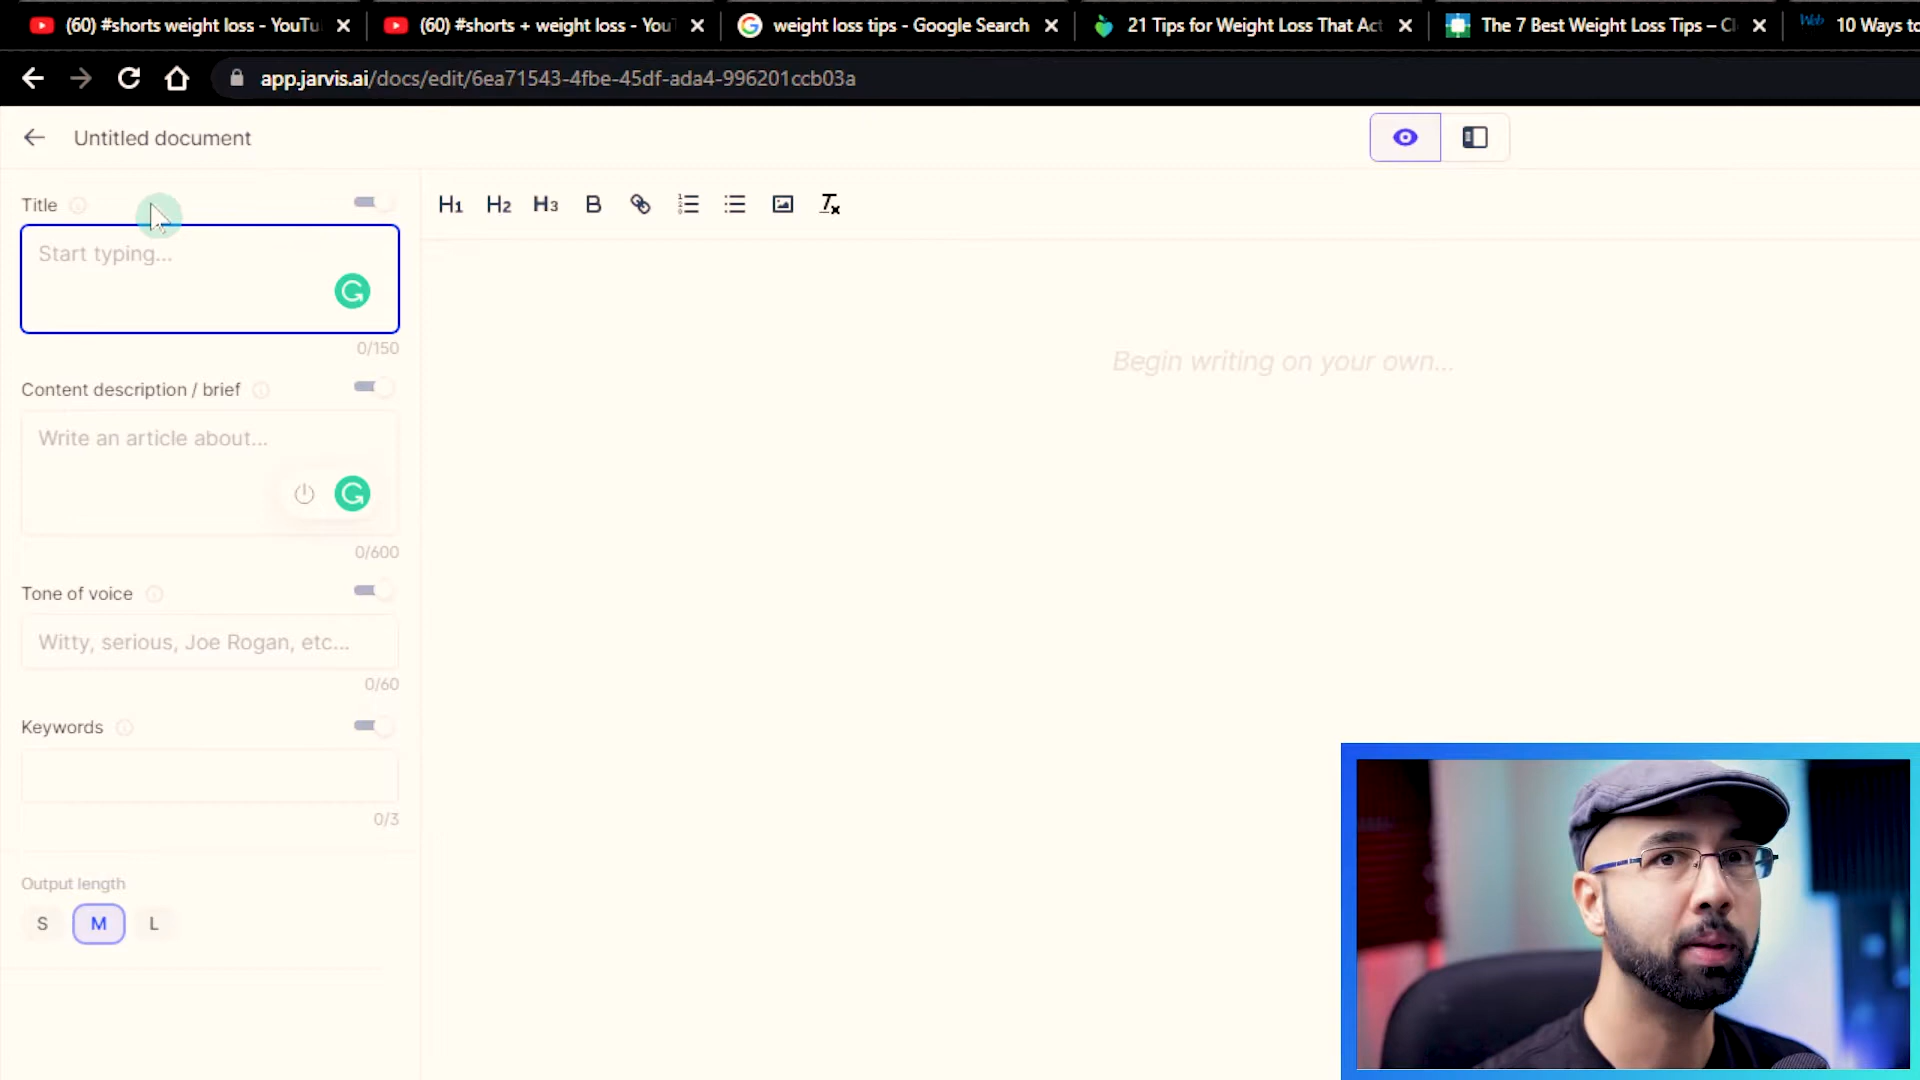 (60) #shorts weight loss - YouTu
(60) #shorts + weight loss - You
weight loss tips - Google Search
21 Tips for Weight Loss That Act
The 7 Best Weight Loss Tips – Cl
Web
10 Ways to
app.jarvis.ai/docs/edit/6ea71543-4fbe-45df-ada4-996201ccb03a
Untitled document
Title
H1 H2 H3 B
Start typing...
0/150
Begin writing on your own...
Content description / brief
Write an article about...
0/600
Tone of voice
Witty, serious, Joe Rogan, etc...
0/60
Keywords
0/3
Output length
S M L